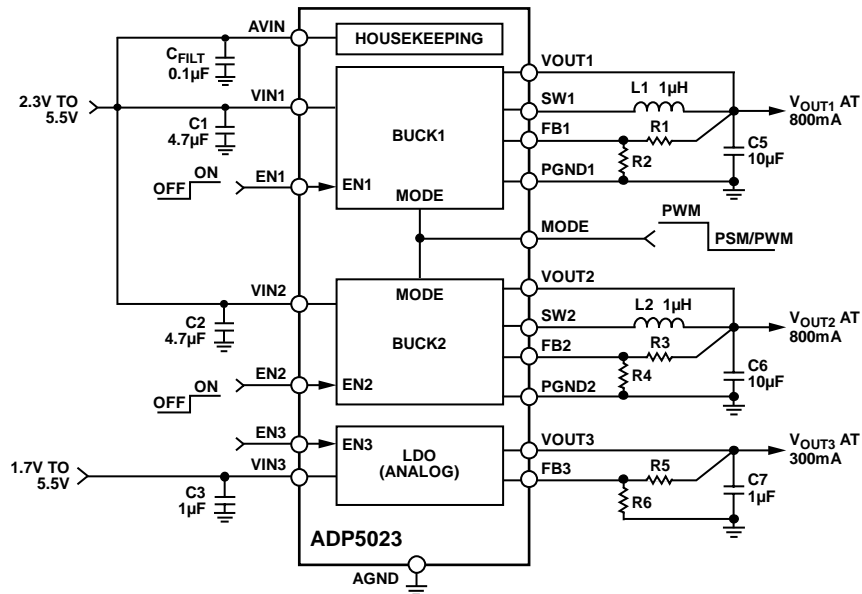 AVIN
HOUSEKEEPING
C_FILT
0.1µF
VOUT1
L1 1µH
2.3V TO
5.5V
VIN1
SW1
V_OUT1 AT
800mA
C1
4.7µF
BUCK1
FB1
R1
R2
C5
10µF
ON
OFF
EN1
EN1
PGND1
MODE
MODE
PWM
PSM/PWM
VOUT2
VIN2
MODE
L2 1µH
SW2
V_OUT2 AT
800mA
C2
4.7µF
BUCK2
FB2
R3
R4
C6
10µF
ON
OFF
EN2
EN2
PGND2
EN3
EN3
LDO
(ANALOG)
VOUT3
V_OUT3 AT
300mA
1.7V TO
5.5V
VIN3
FB3
R5
C3
1µF
R6
C7
1µF
ADP5023
AGND